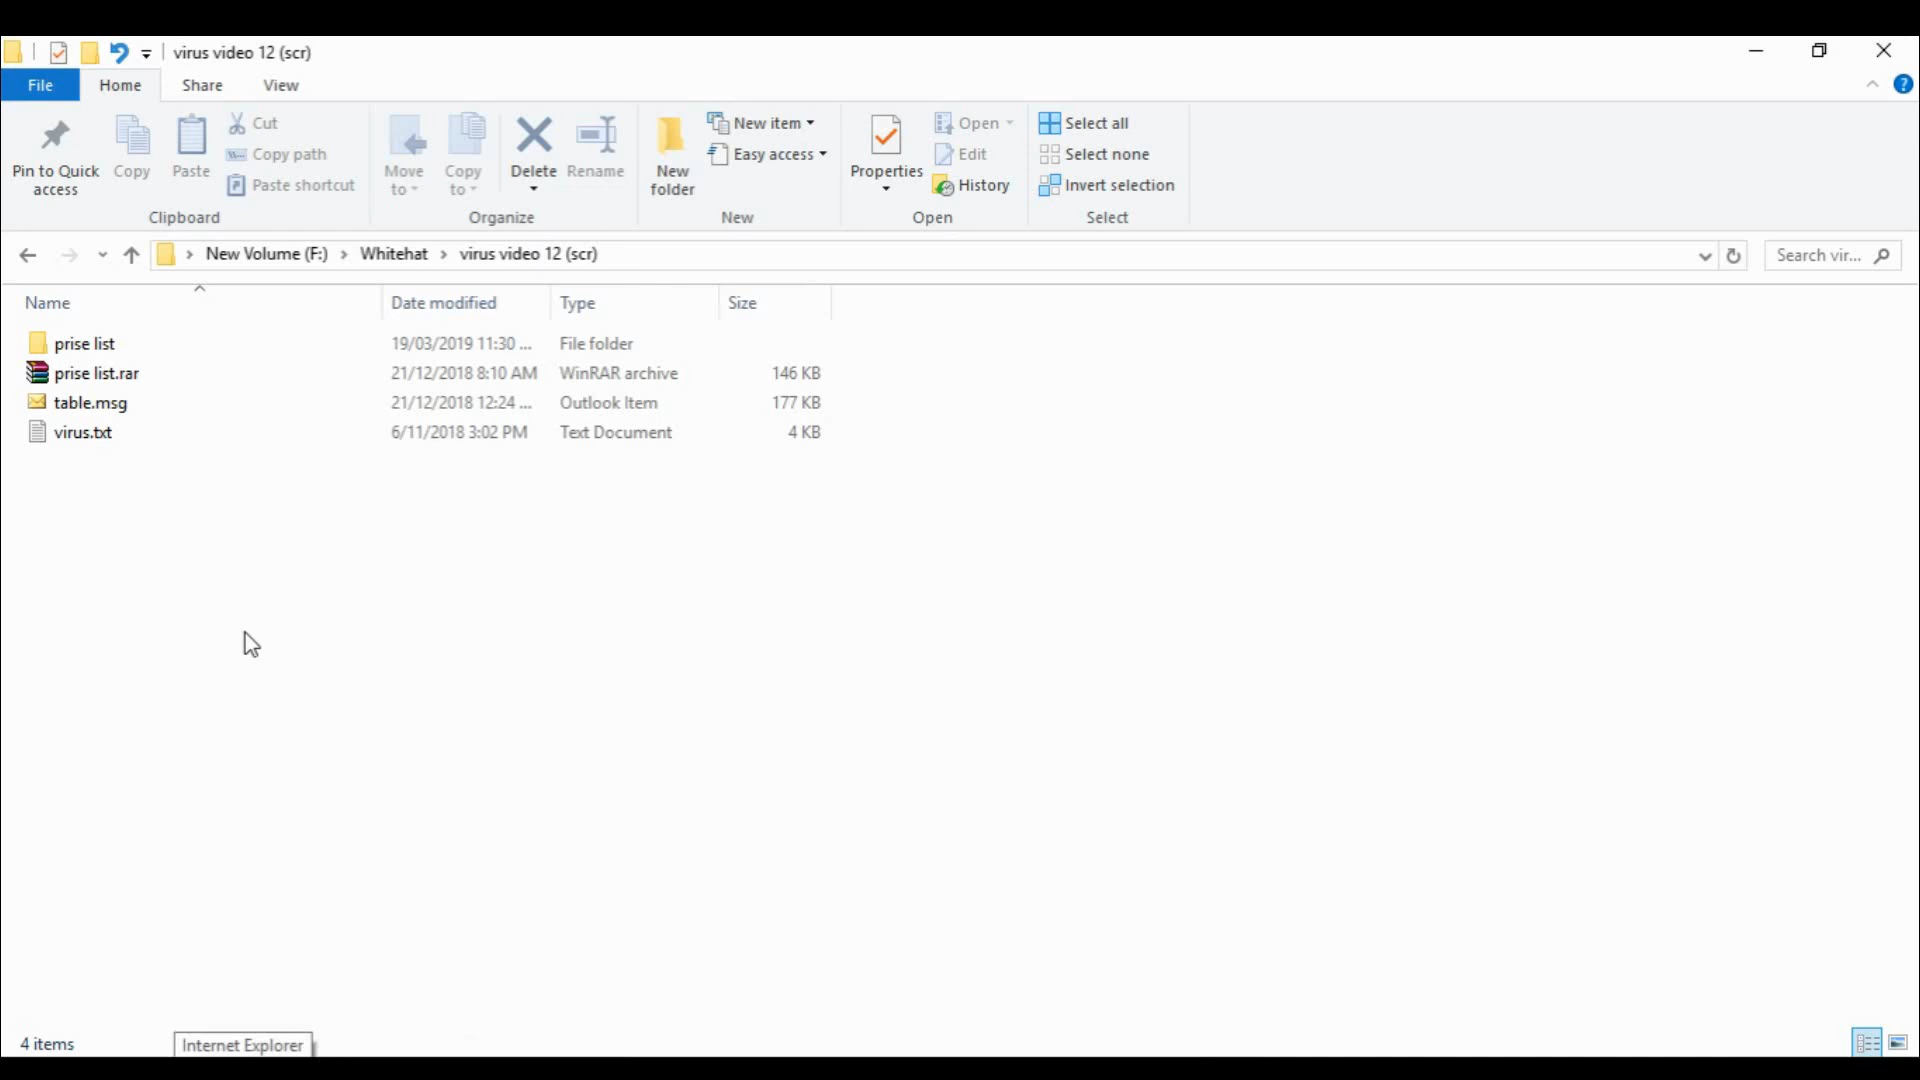 virus video 12 (scr)
File Home Share View
Pin to Quick access
Copy
Paste
Cut
Copy path
Paste shortcut
Clipboard
Move to
Copy to
Delete
Rename
Organize
New folder
New item
Easy access
New
Properties
Open
Edit
History
Open
Select all
Select none
Invert selection
Select
New Volume (F:) > Whitehat > virus video 12 (scr)
Search vir...
Name Date modified Type Size
prise list 19/03/2019 11:30 ... File folder
prise list.rar 21/12/2018 8:10 AM WinRAR archive 146 KB
table.msg 21/12/2018 12:24 ... Outlook Item 177 KB
virus.txt 6/11/2018 3:02 PM Text Document 4 KB
4 items
Internet Explorer